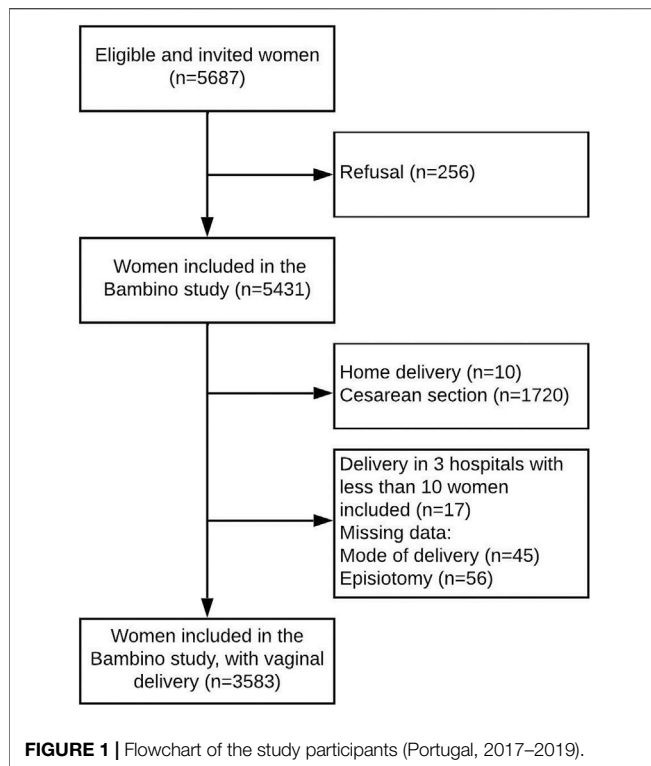 Eligible and invited women
(n=5687)
Refusal (n=256)
Women included in the
Bambino study (n=5431)
Home delivery (n=10)
Cesarean section (n=1720)
Delivery in 3 hospitals with
less than 10 women
included (n=17)
Missing data:
Mode of delivery (n=45)
Episiotomy (n=56)
Women included in the
Bambino study, with vaginal
delivery (n=3583)
FIGURE 1 | Flowchart of the study participants (Portugal, 2017–2019).